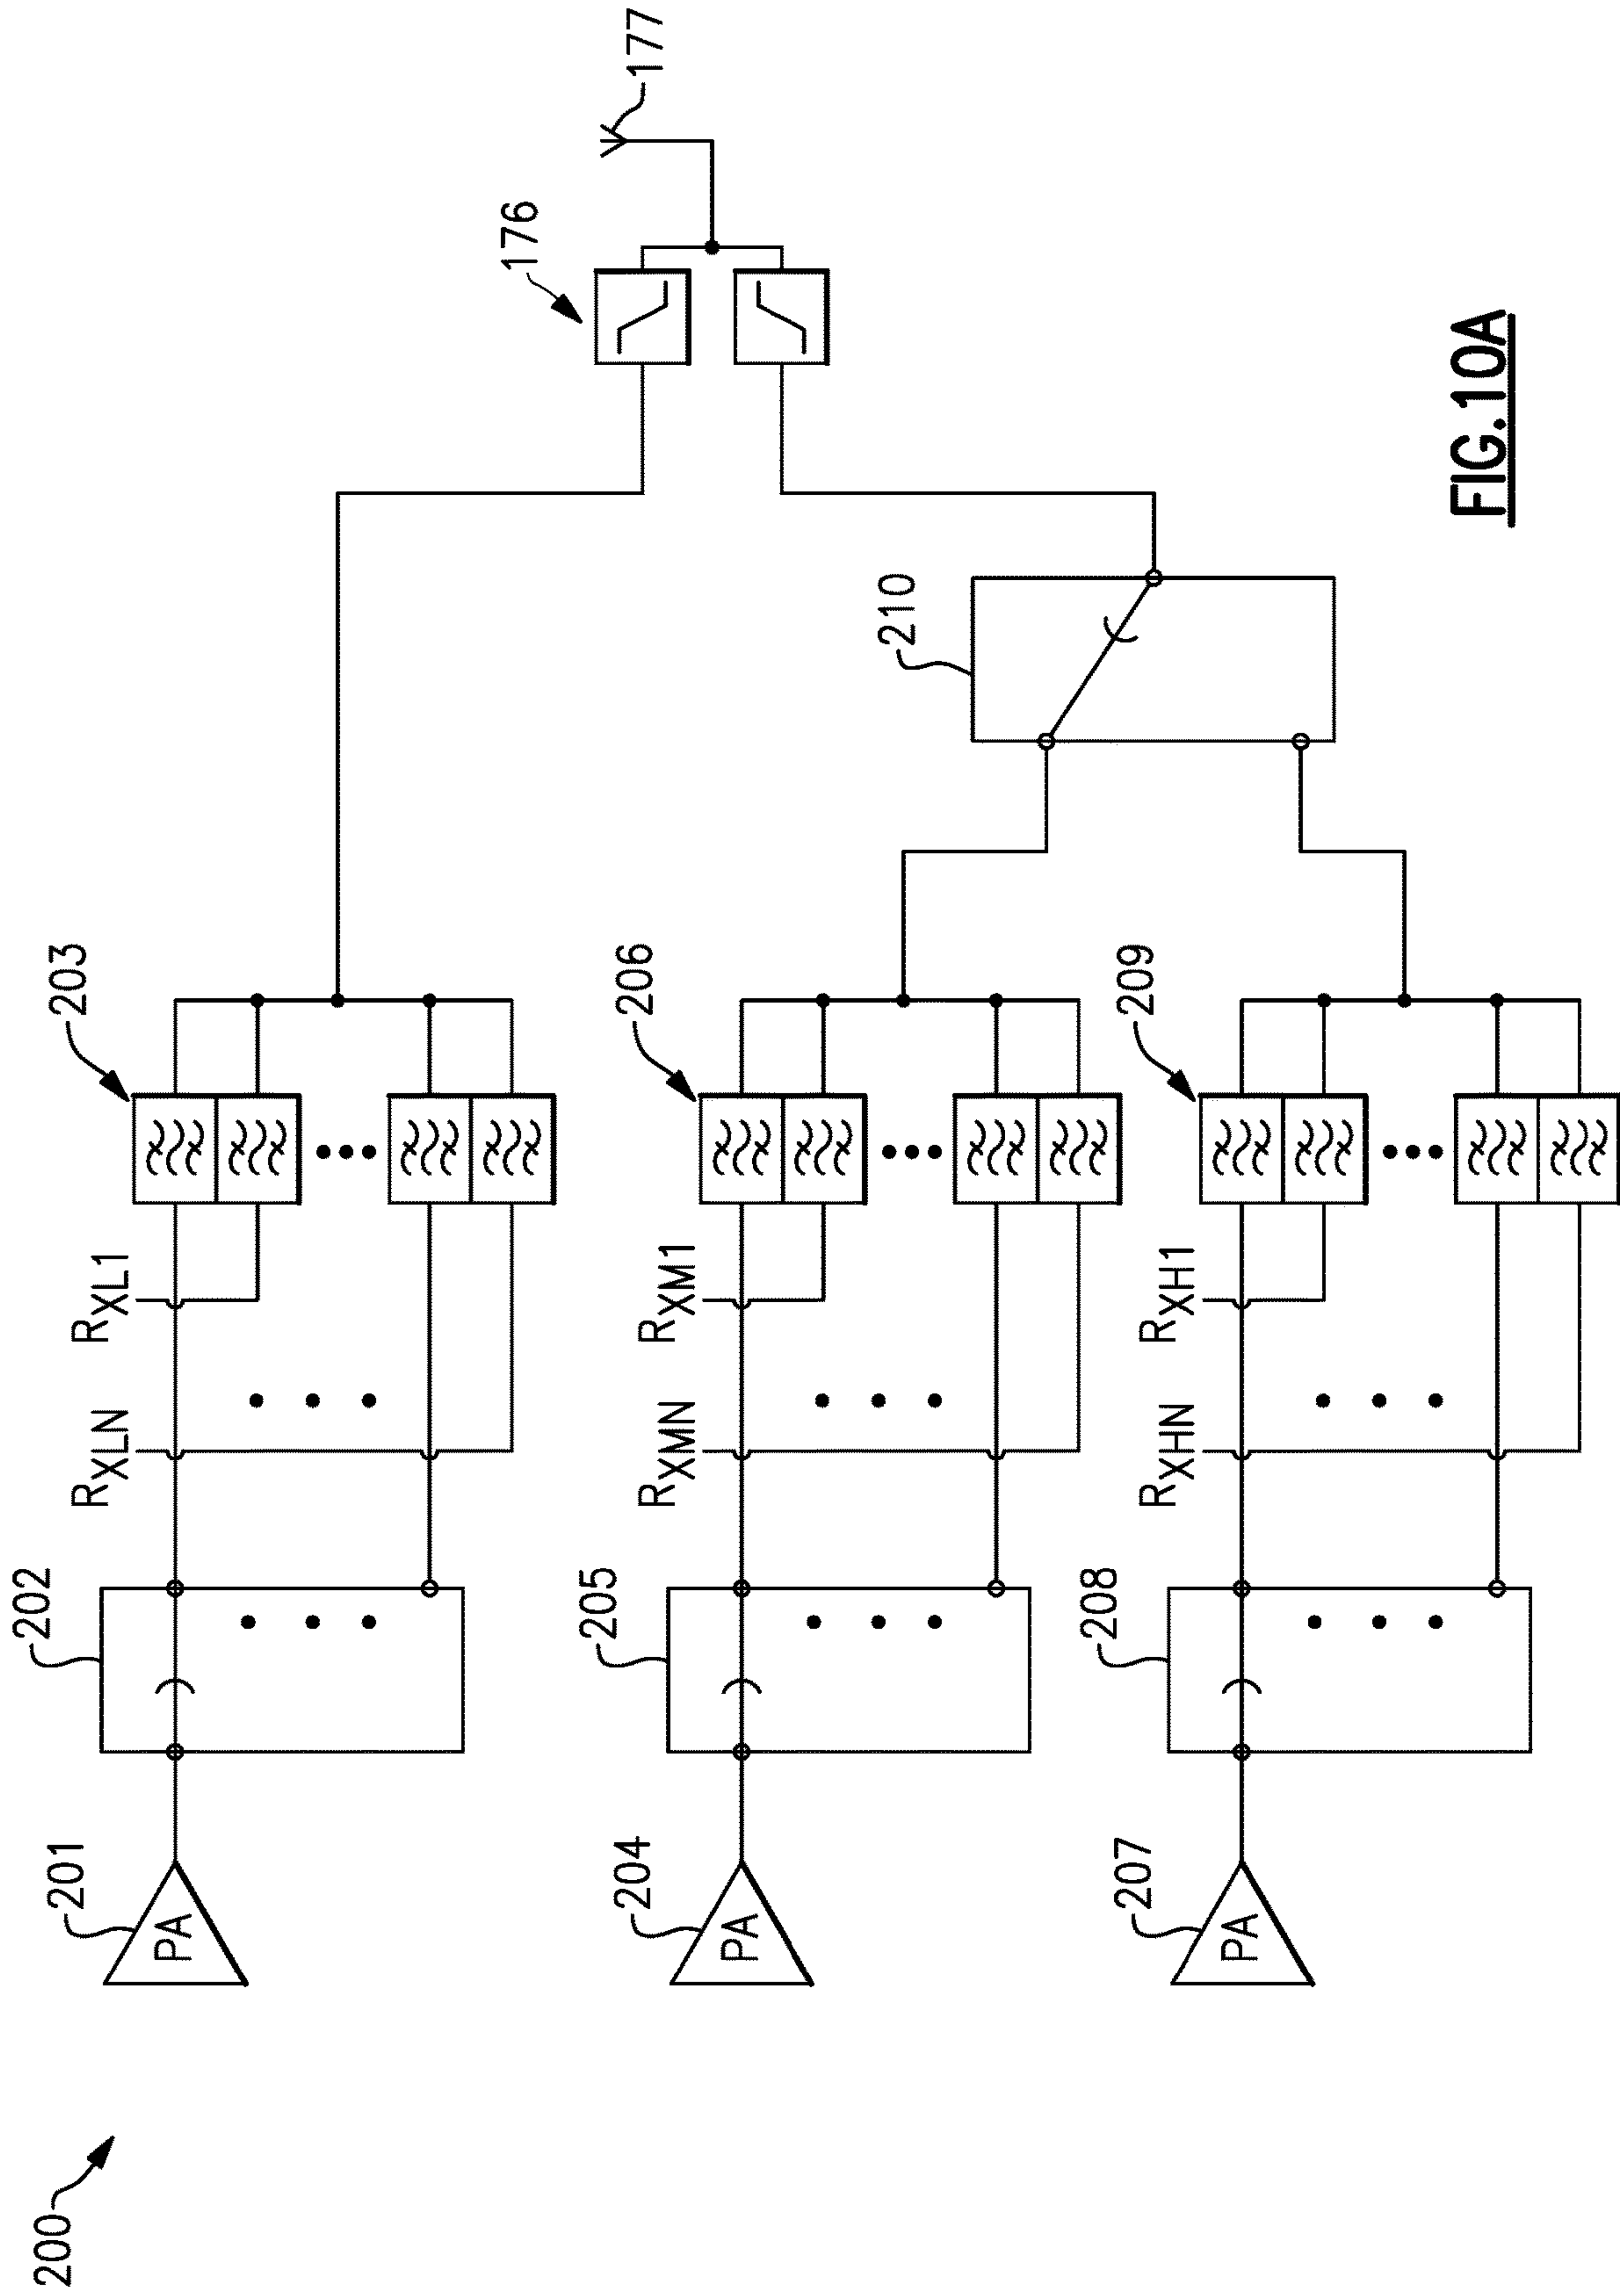 200
201
PA
202
R_XLN
R_XL1
203
204
PA
205
R_XMN
R_XM1
206
207
PA
208
R_XHN
R_XH1
209
210
176
177
FIG.10A